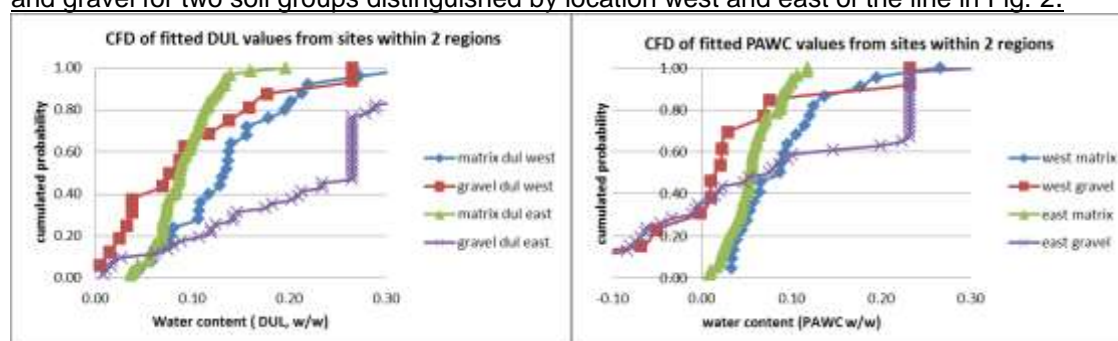 and gravel for two soil groups distinguished by location west and east of the line in Fig. 2.
CFD of fitted DUL values from sites within 2 regions
1.00
0.80
0.60
0.40
0.20
0.00
cumulated probability
matrix dul west
gravel dul west
matrix dul east
gravel dul east
0.00 0.10 0.20 0.30
Water content ( DUL, w/w)
CFD of fitted PAWC values from sites within 2 regions
1.00
0.80
0.60
0.40
0.20
0.00
cumulated probability
west matrix
west gravel
east matrix
east gravel
-0.10 0.00 0.10 0.20 0.30
water content (PAWC w/w)